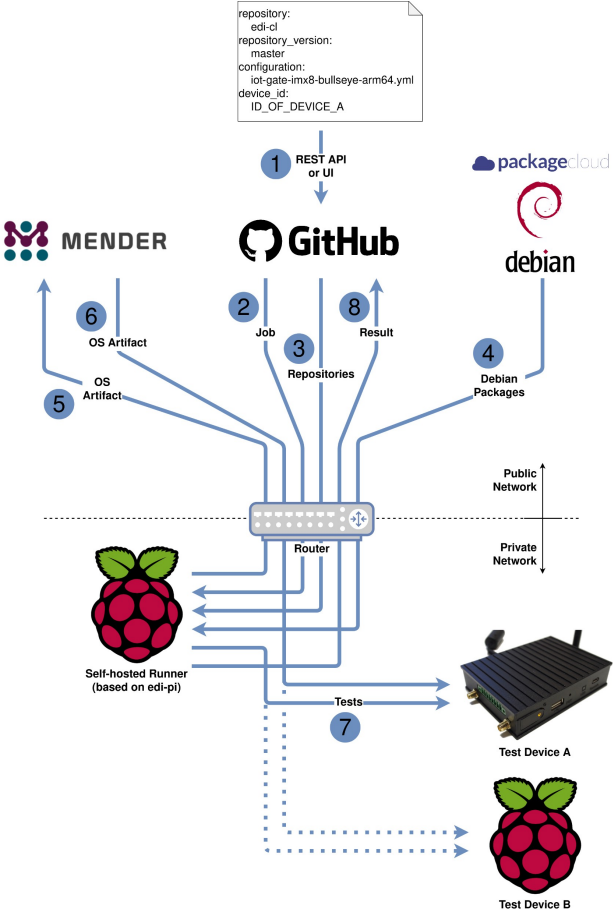 repository:
edi-cl
repository_version:
master
configuration:
iot-gate-imx8-bullseye-arm64.yml
device_id:
ID_OF_DEVICE_A
1
REST API
or UI
packagecloud
debian
MENDER
GitHub
6
OS Artifact
2
Job
3
Repositories
8
Result
4
Debian
Packages
5
OS
Artifact
Public
Network
Router
Private
Network
Self-hosted Runner
(based on edi-pi)
Tests
7
Test Device A
Test Device B